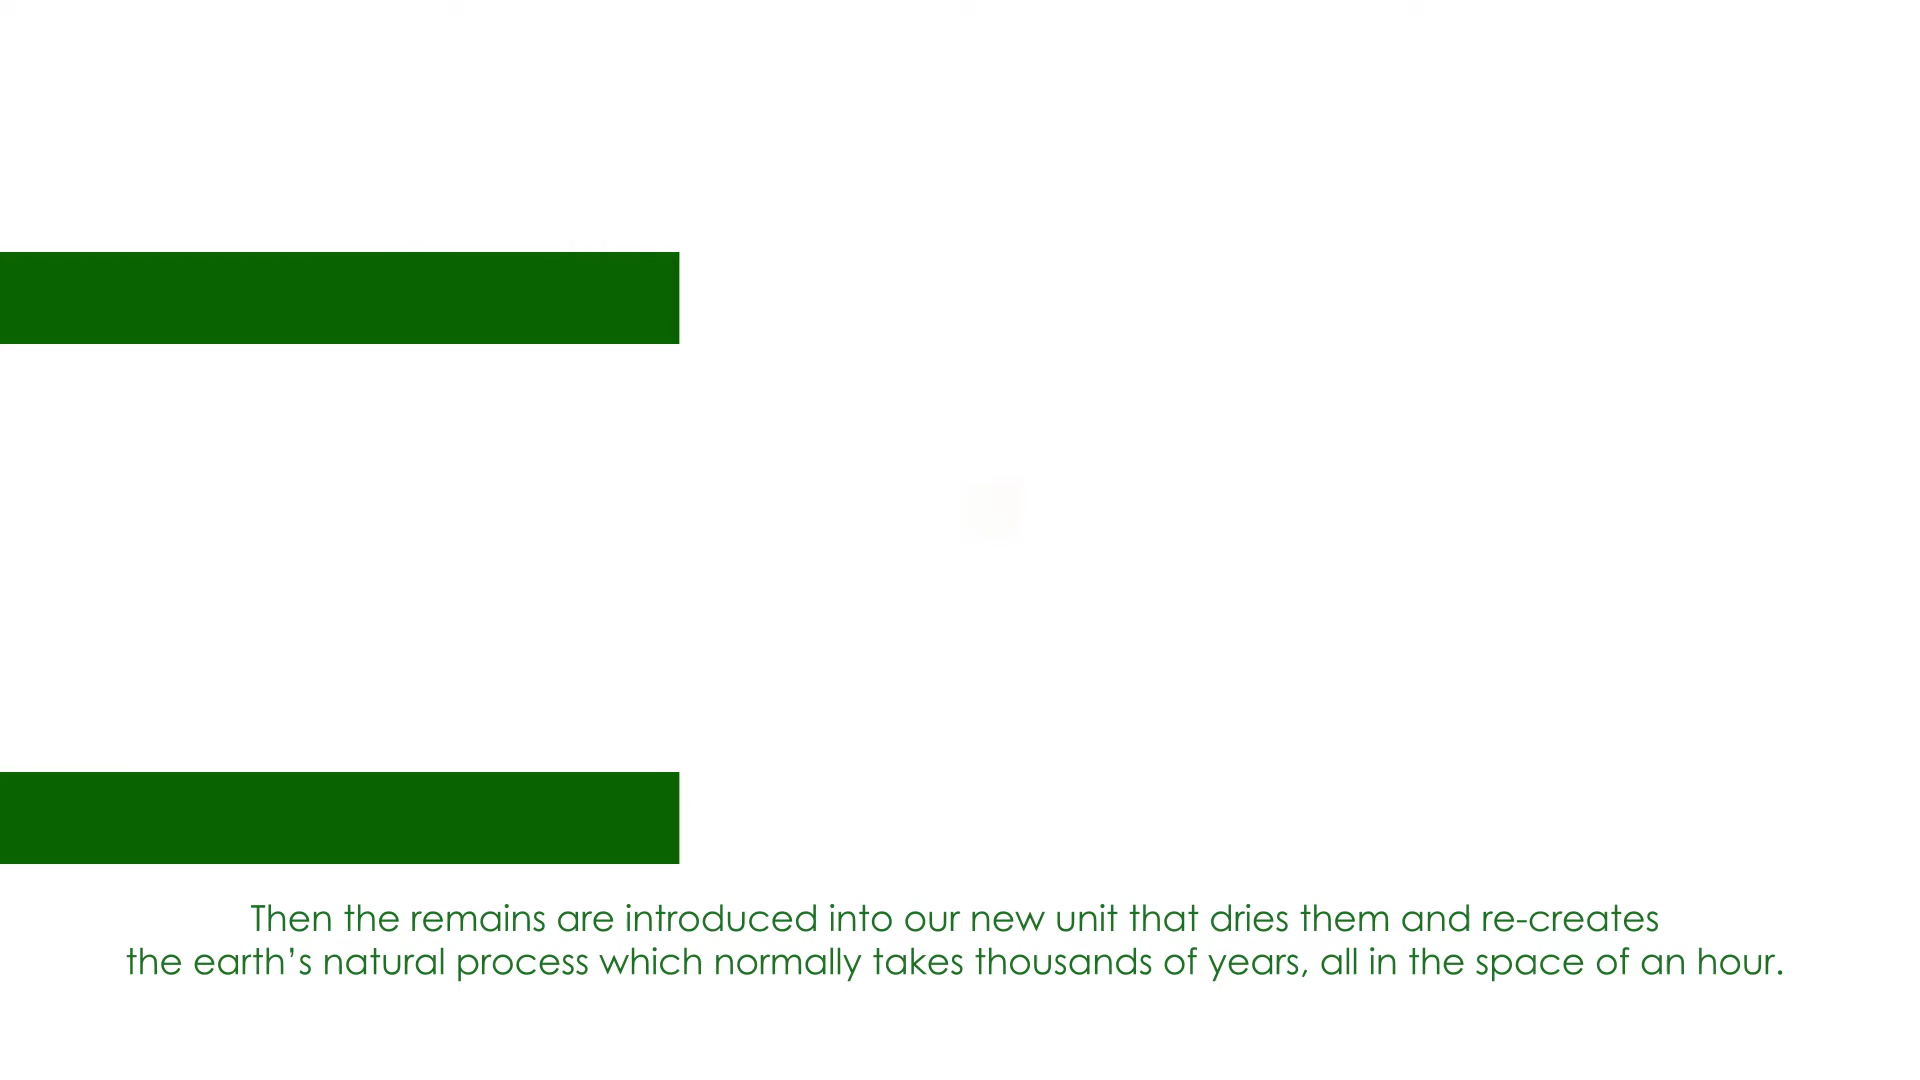 Then the remains are introduced into our new unit that dries them and re-creates
the earth’s natural process which normally takes thousands of years, all in the space of an hour.